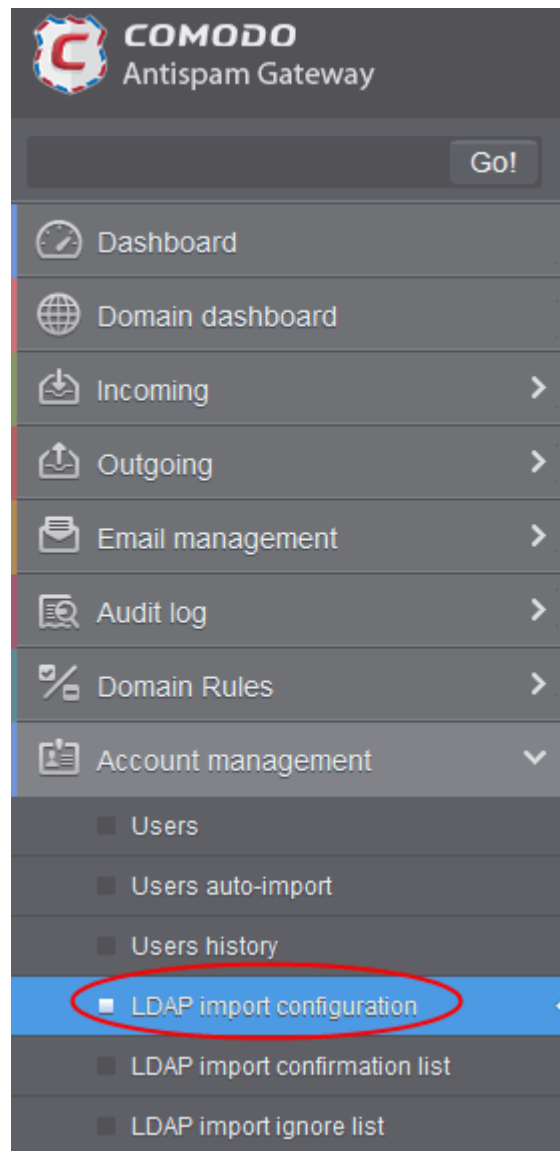 COMODO
Antispam Gateway
Go!
Dashboard
Domain dashboard
Incoming
Outgoing
Email management
Audit log
Domain Rules
Account management
Users
Users auto-import
Users history
LDAP import configuration
LDAP import confirmation list
LDAP import ignore list